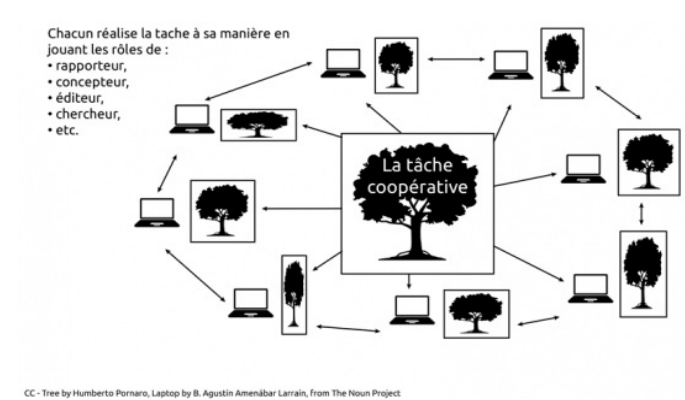 Chacun réalise la tache à sa manière en
jouant les rôles de :
• rapporteur,
• concepteur,
• éditeur,
• chercheur,
• etc.
La tâche
coopérative
CC - Tree by Humberto Pornaro, Laptop by B. Agustín Amenábar Larraín, from The Noun Project